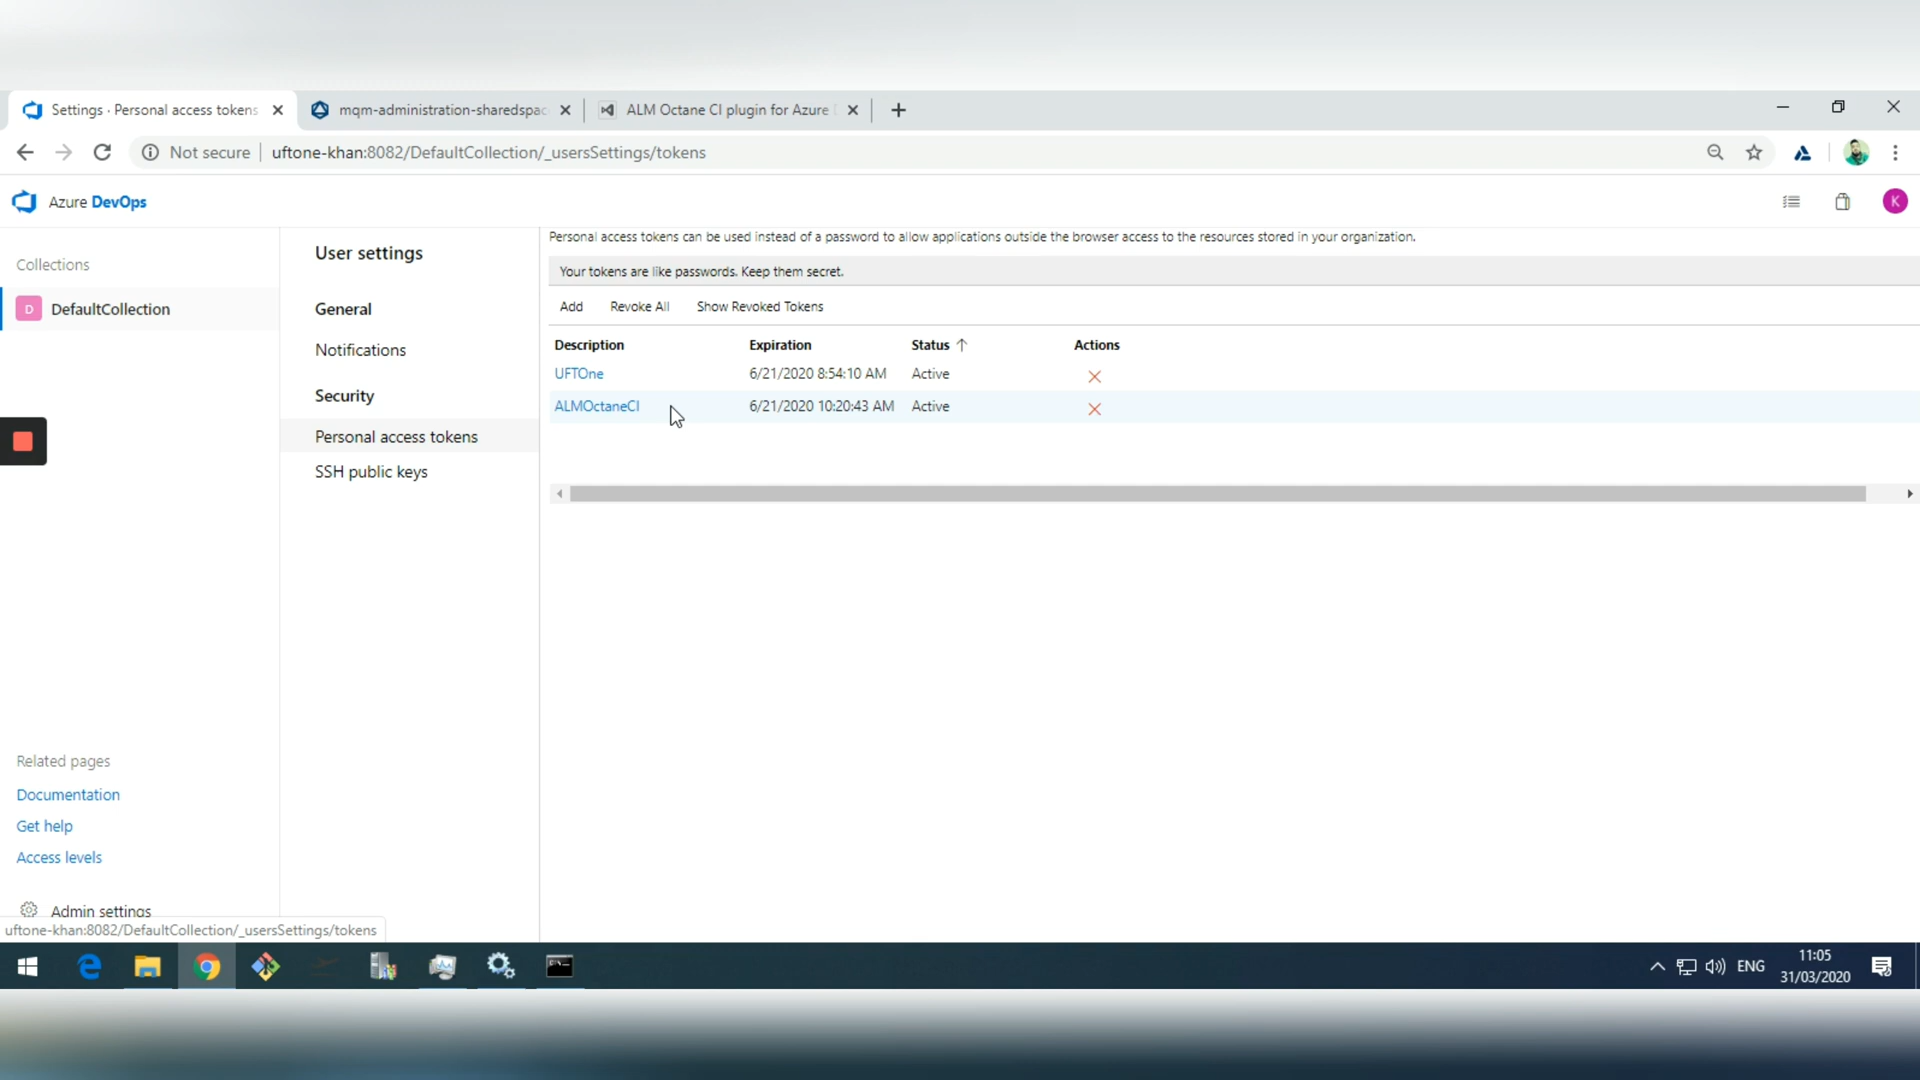 Settings · Personal access tokens
mqm-administration-sharedspac
ALM Octane CI plugin for Azure
Not secure
uftone-khan:8082/DefaultCollection/_usersSettings/tokens
Azure DevOps
K
Collections
D DefaultCollection
User settings
General
Notifications
Security
Personal access tokens
SSH public keys
Personal access tokens can be used instead of a password to allow applications outside the browser access to the resources stored in your organization.
Your tokens are like passwords. Keep them secret.
Add Revoke All Show Revoked Tokens
Description Expiration Status Actions
UFTOne 6/21/2020 8:54:10 AM Active
ALMOctaneCI 6/21/2020 10:20:43 AM Active
Related pages
Documentation
Get help
Access levels
Admin settings
uftone-khan:8082/DefaultCollection/_usersSettings/tokens
ENG
11:05
31/03/2020